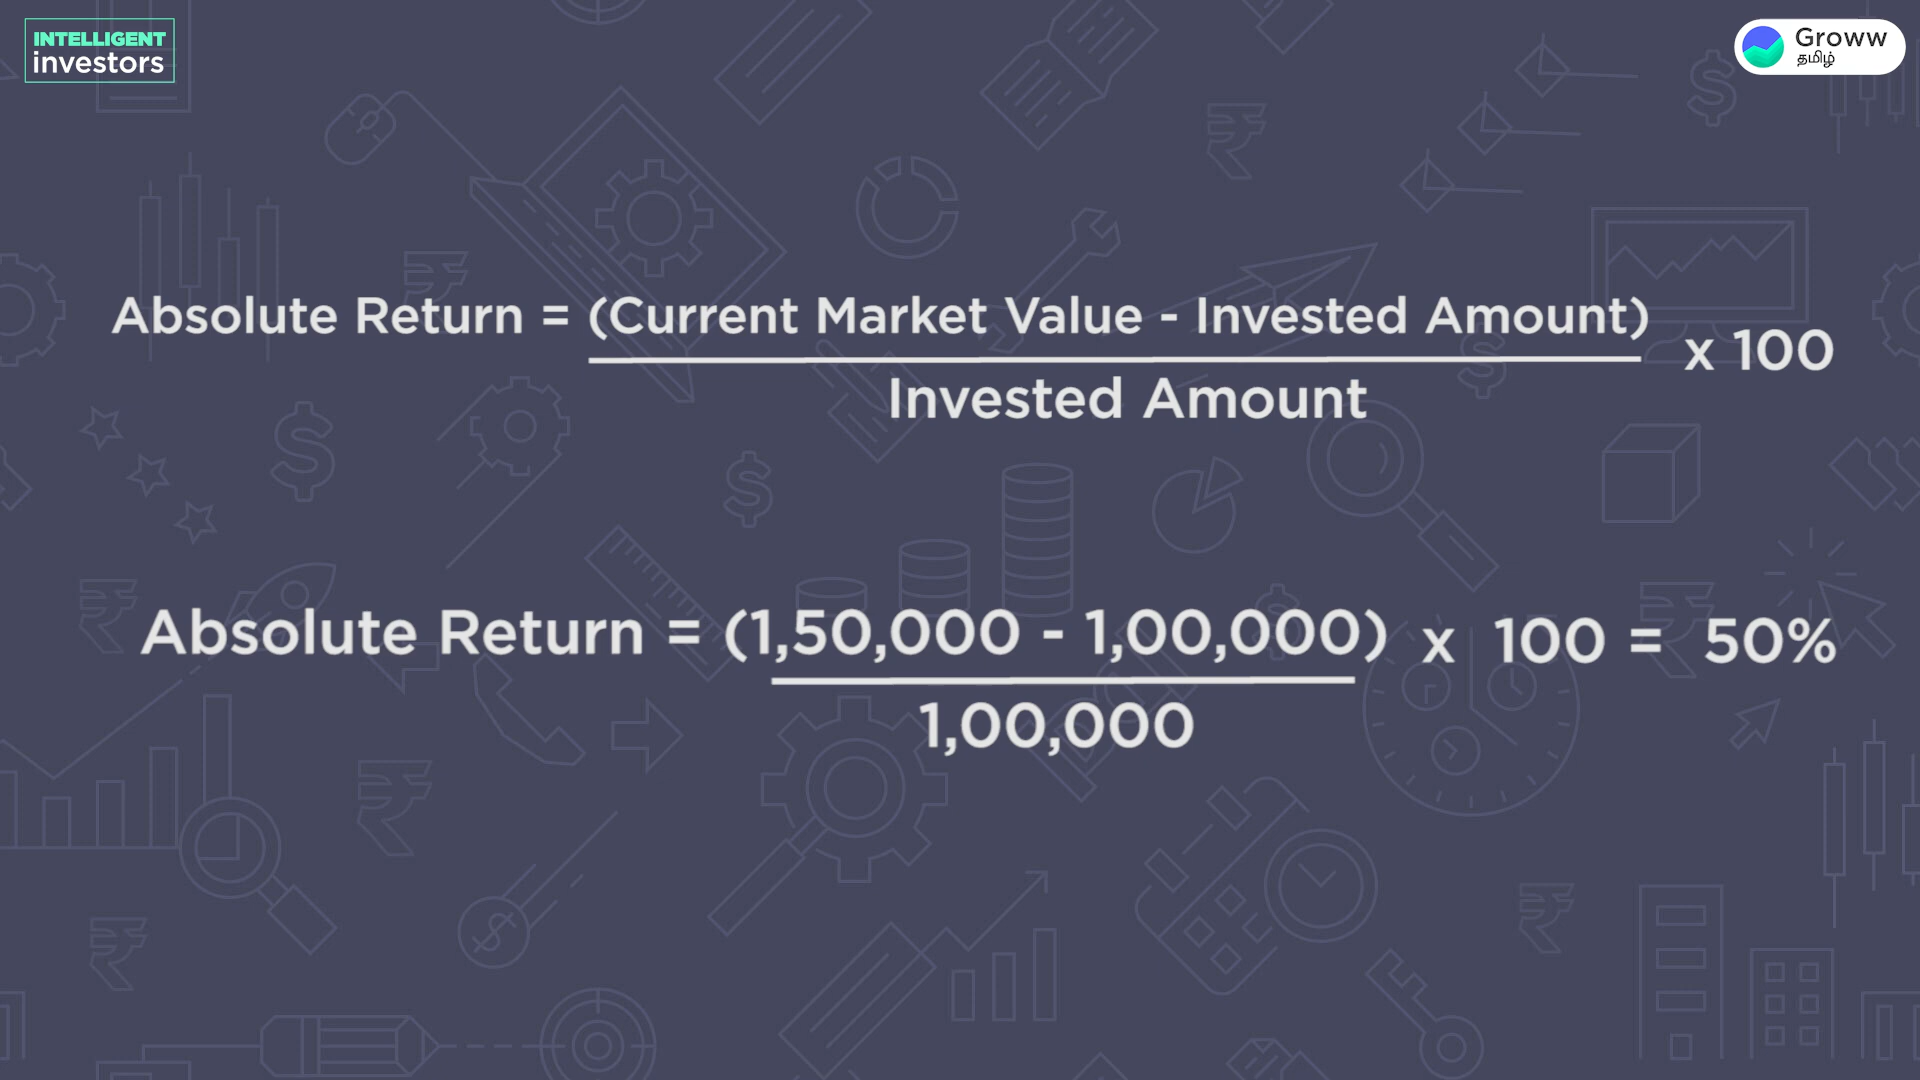 INTELLIGENT
investors
Groww
தமிழ்
Absolute Return = (Current Market Value - Invested Amount)
x 100
Invested Amount
Absolute Return = (1,50,000 - 1,00,000) x 100 = 50%
1,00,000